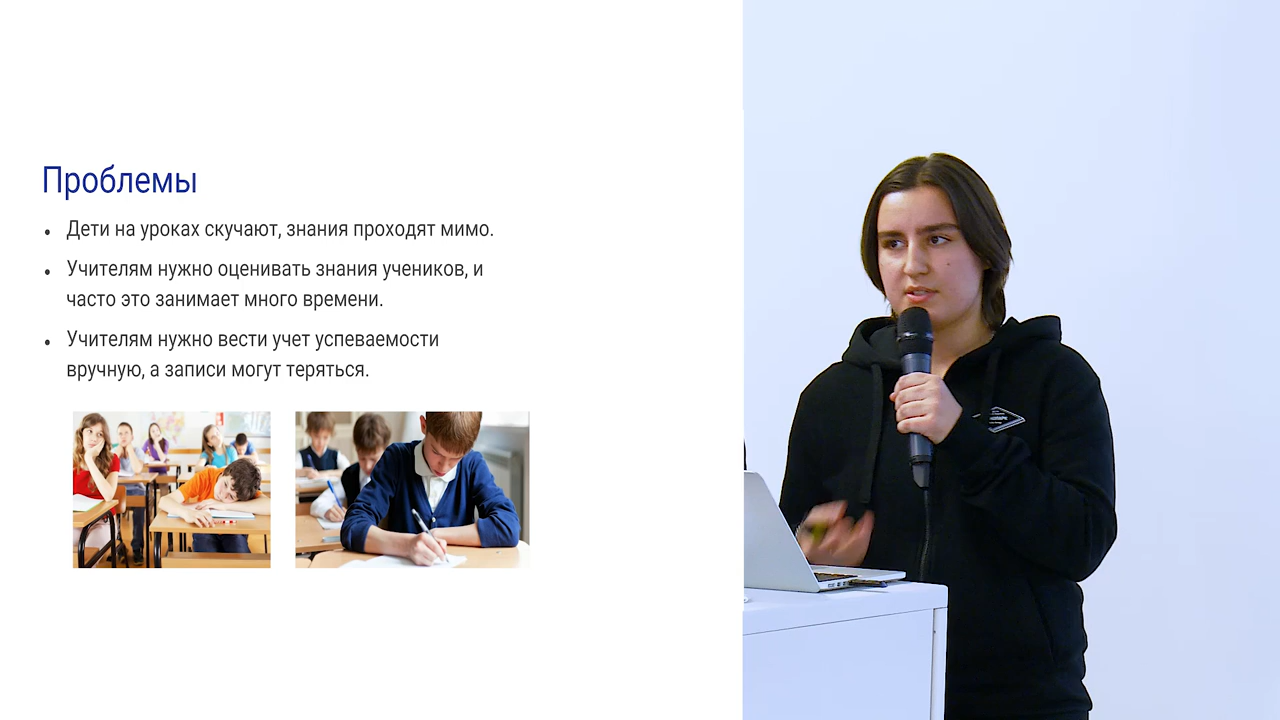 Проблемы
• Дети на уроках скучают, знания проходят мимо.
• Учителям нужно оценивать знания учеников, и
часто это занимает много времени.
• Учителям нужно вести учет успеваемости
вручную, а записи могут теряться.